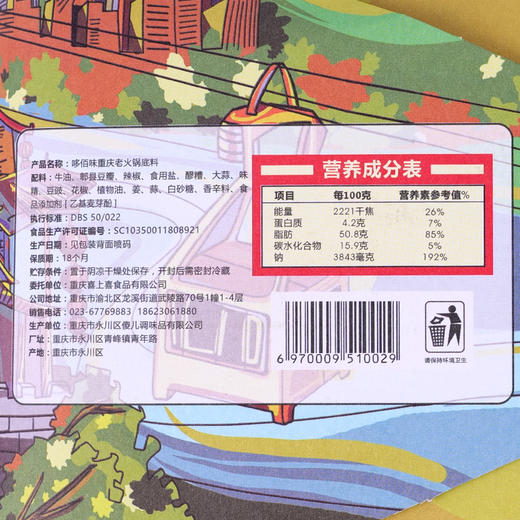 产品名称：哆佰味重庆老火锅底料
配料：牛油、郫县豆瓣、辣椒、食用盐、醪糟、大蒜、味
精、豆豉、花椒、植物油、姜、蒜、白砂糖、香辛料、食
品添加剂 [乙基麦芽酚]
执行标准：DBS 50/022
食品生产许可证编号：SC10350011808921
生产日期：见包装背面喷码
保质期：18个月
贮存条件：置于阴凉干燥处保存，开封后需密封冷藏
委托单位：重庆喜上喜食品有限公司
公司地址：重庆市渝北区龙溪街道武陵路70号1幢1-4层
销售电话：023-67769883 18623061880
生产单位：重庆市永川区傻儿调味品有限公司
厂址：重庆市永川区青峰镇青年路
产地：重庆市永川区
营养成分表
项目 每100克 营养素参考值%
能量 2221千焦 26%
蛋白质 4.2克 7%
脂肪 50.8克 85%
碳水化合物 15.9克 5%
钠 3843毫克 192%
6 970009 510029
请保持环境卫生